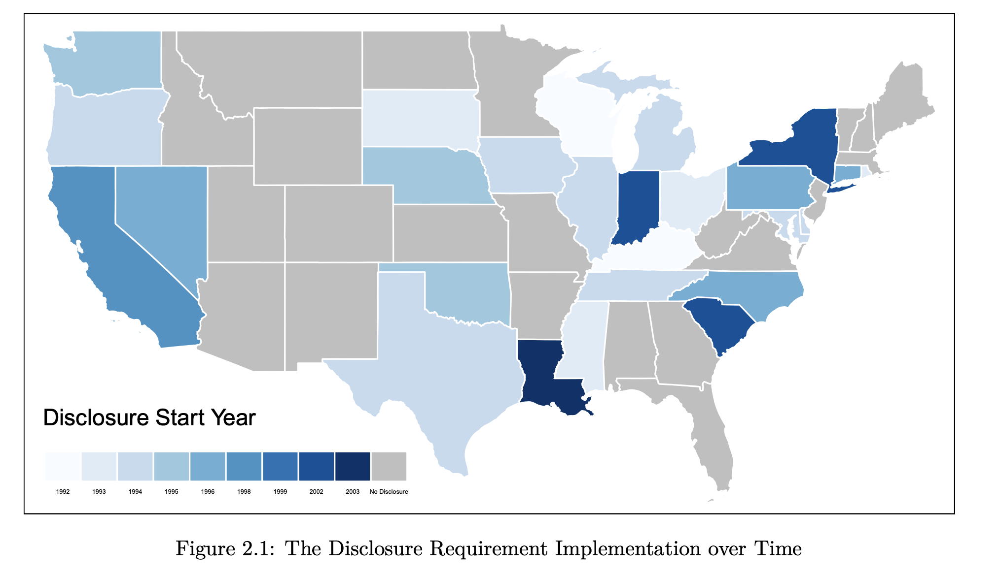 Disclosure Start Year
1992 1993 1994 1995 1996 1998 1999 2002 2003 No Disclosure
Figure 2.1: The Disclosure Requirement Implementation over Time